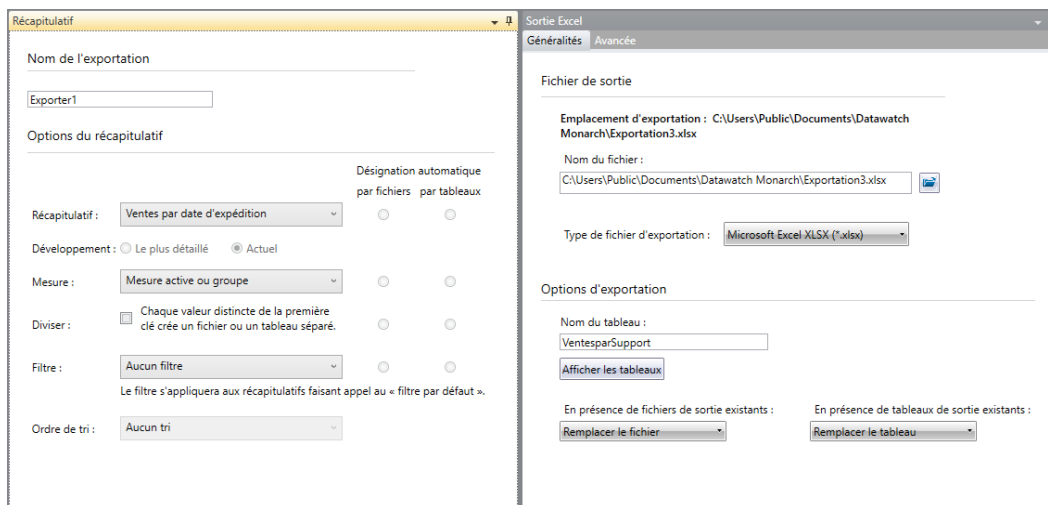 Récapitulatif
Nom de l'exportation
Exporter1
Options du récapitulatif
Désignation automatique
par fichiers par tableaux
Récapitulatif : Ventes par date d'expédition
Développement : Le plus détaillé Actuel
Mesure : Mesure active ou groupe
Diviser : Chaque valeur distincte de la première
clé crée un fichier ou un tableau séparé.
Filtre : Aucun filtre
Le filtre s'appliquera aux récapitulatifs faisant appel au « filtre par défaut ».
Ordre de tri : Aucun tri
Sortie Excel
Généralités Avancée
Fichier de sortie
Emplacement d'exportation : C:\Users\Public\Documents\Datawatch
Monarch\Exportation3.xlsx
Nom du fichier :
C:\Users\Public\Documents\Datawatch Monarch\Exportation3.xlsx
Type de fichier d'exportation : Microsoft Excel XLSX (*.xlsx)
Options d'exportation
Nom du tableau :
VentesparSupport
Afficher les tableaux
En présence de fichiers de sortie existants : En présence de tableaux de sortie existants :
Remplacer le fichier Remplacer le tableau